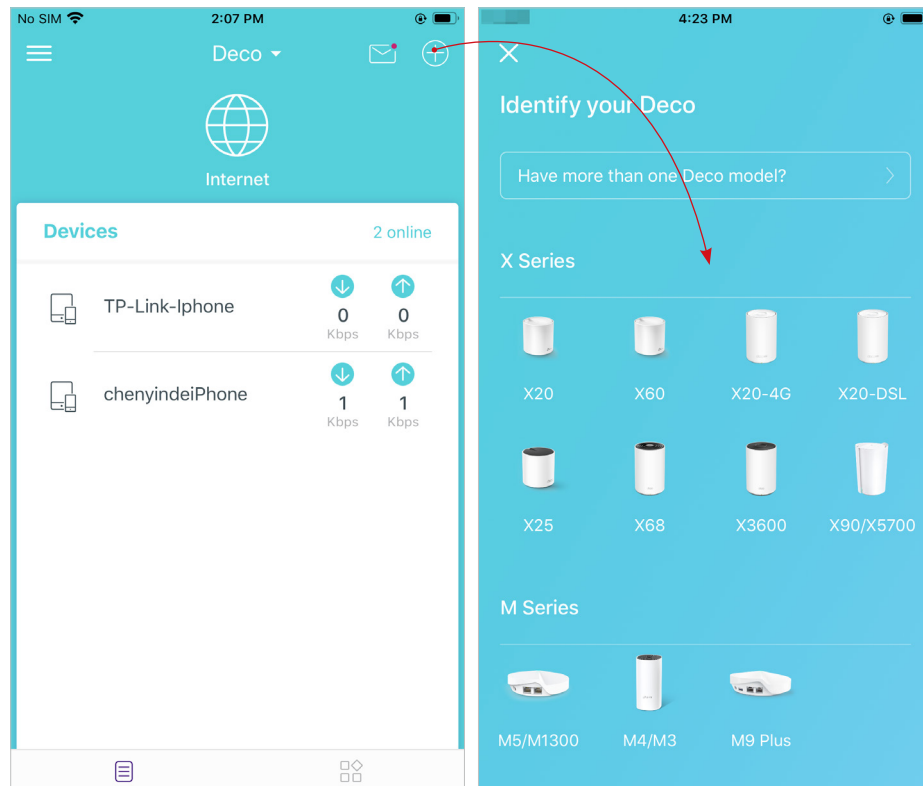 No SIM 2:07 PM
Deco
Internet
Devices 2 online
TP-Link-Iphone
0 0
Kbps Kbps
chenyindeiPhone
1 1
Kbps Kbps
4:23 PM
Identify your Deco
Have more than one Deco model?
X Series
X20 X60 X20-4G X20-DSL
X25 X68 X3600 X90/X5700
M Series
M5/M1300 M4/M3 M9 Plus